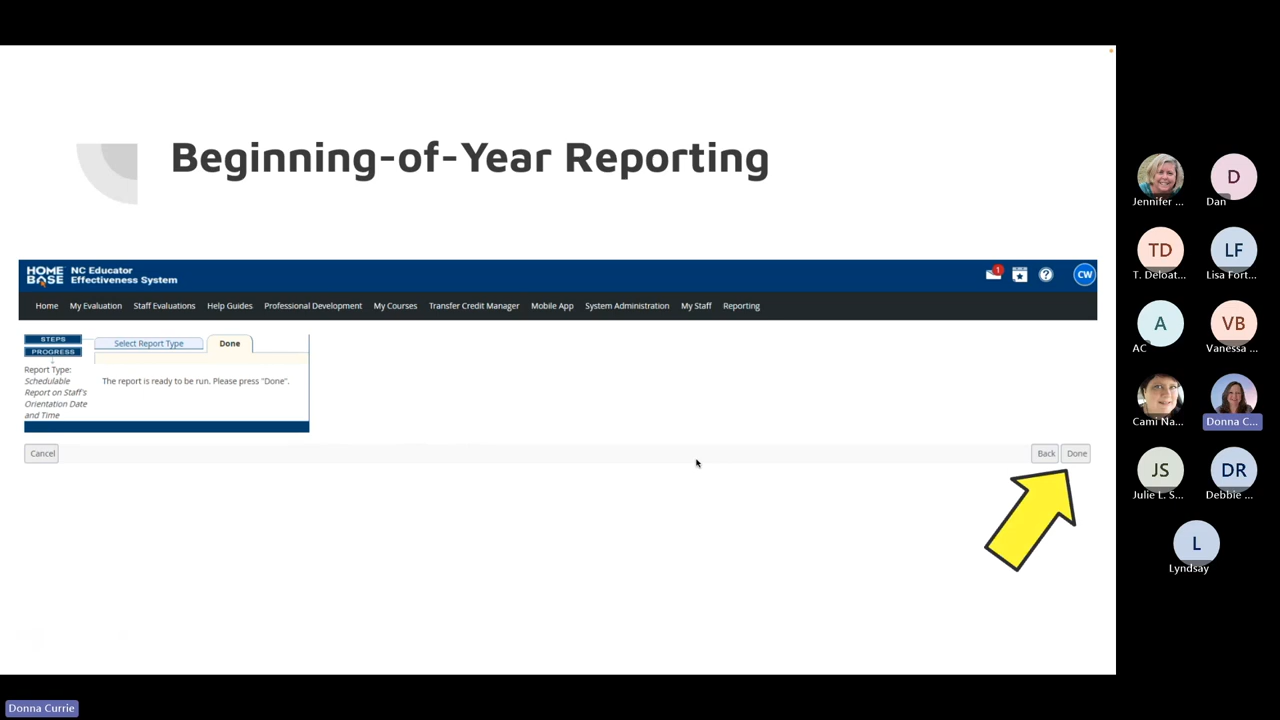 Beginning-of-Year Reporting
HOME BASE
NC Educator
Effectiveness System
1
?
CW
Home My Evaluation Staff Evaluations Help Guides Professional Development My Courses Transfer Credit Manager Mobile App System Administration My Staff Reporting
STEPS
Select Report Type Done
PROGRESS
Report Type:
Schedulable
Report on Staff's
Orientation Date
and Time
The report is ready to be run. Please press "Done".
Cancel Back Done
Jennifer ...
D
Dan
TD
T. Deloat...
LF
Lisa Fort...
A
AC
VB
Vanessa ...
Cami Na...
Donna C...
JS
Julie L. S...
DR
Debbie ...
L
Lyndsay
Donna Currie